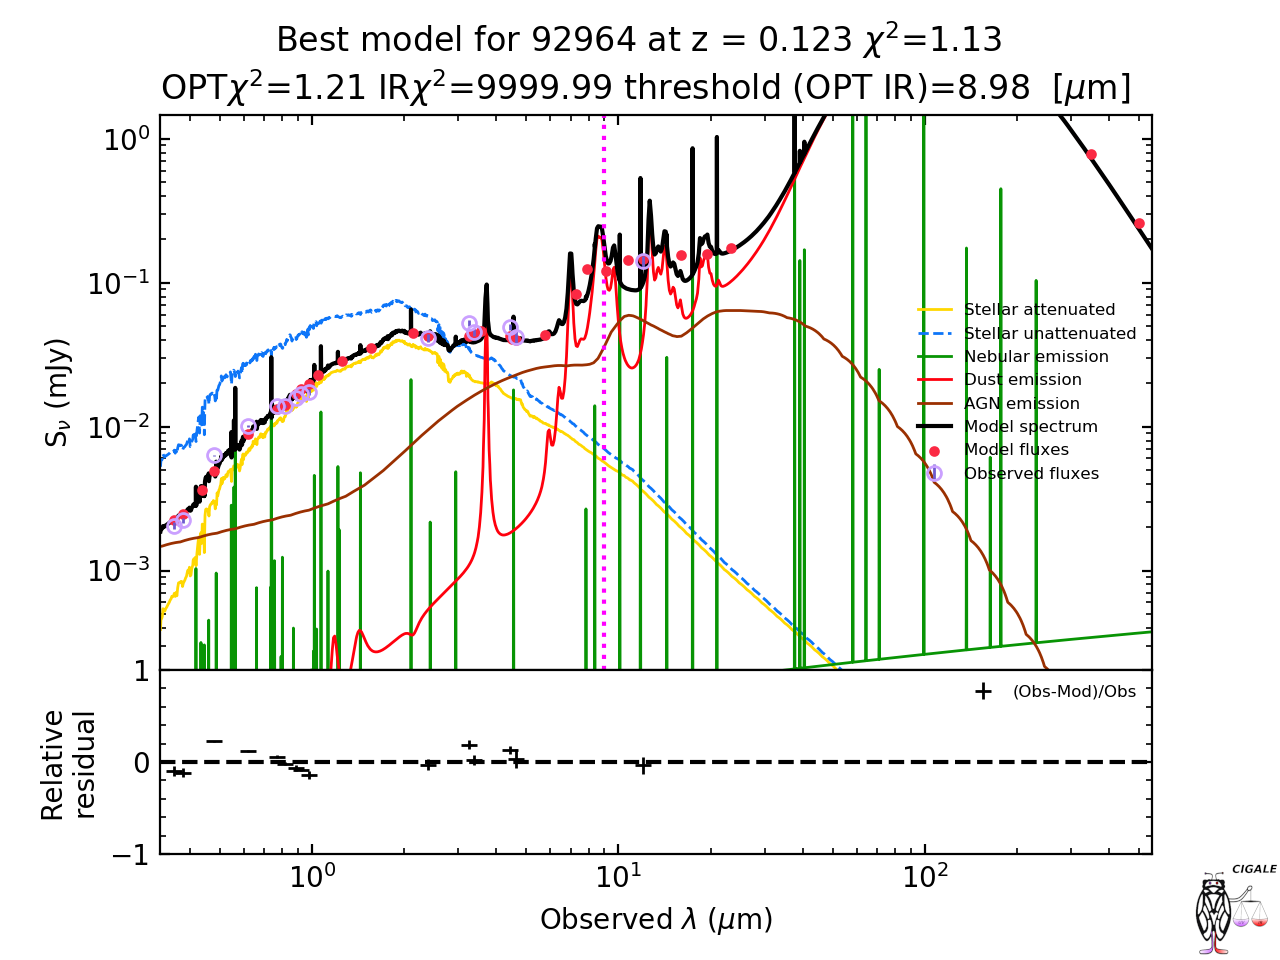 Best model for 92964 at z = 0.123 χ²=1.13
OPTχ²=1.21 IRχ²=9999.99 threshold (OPT IR)=8.98 [μm]
10⁰
10⁻¹
10⁻²
10⁻³
S_ν (mJy)
Stellar attenuated
Stellar unattenuated
Nebular emission
Dust emission
AGN emission
Model spectrum
Model fluxes
Observed fluxes
1
0
−1
Relative
residual
(Obs-Mod)/Obs
10⁰ 10¹ 10²
Observed λ (μm)
CIGALE